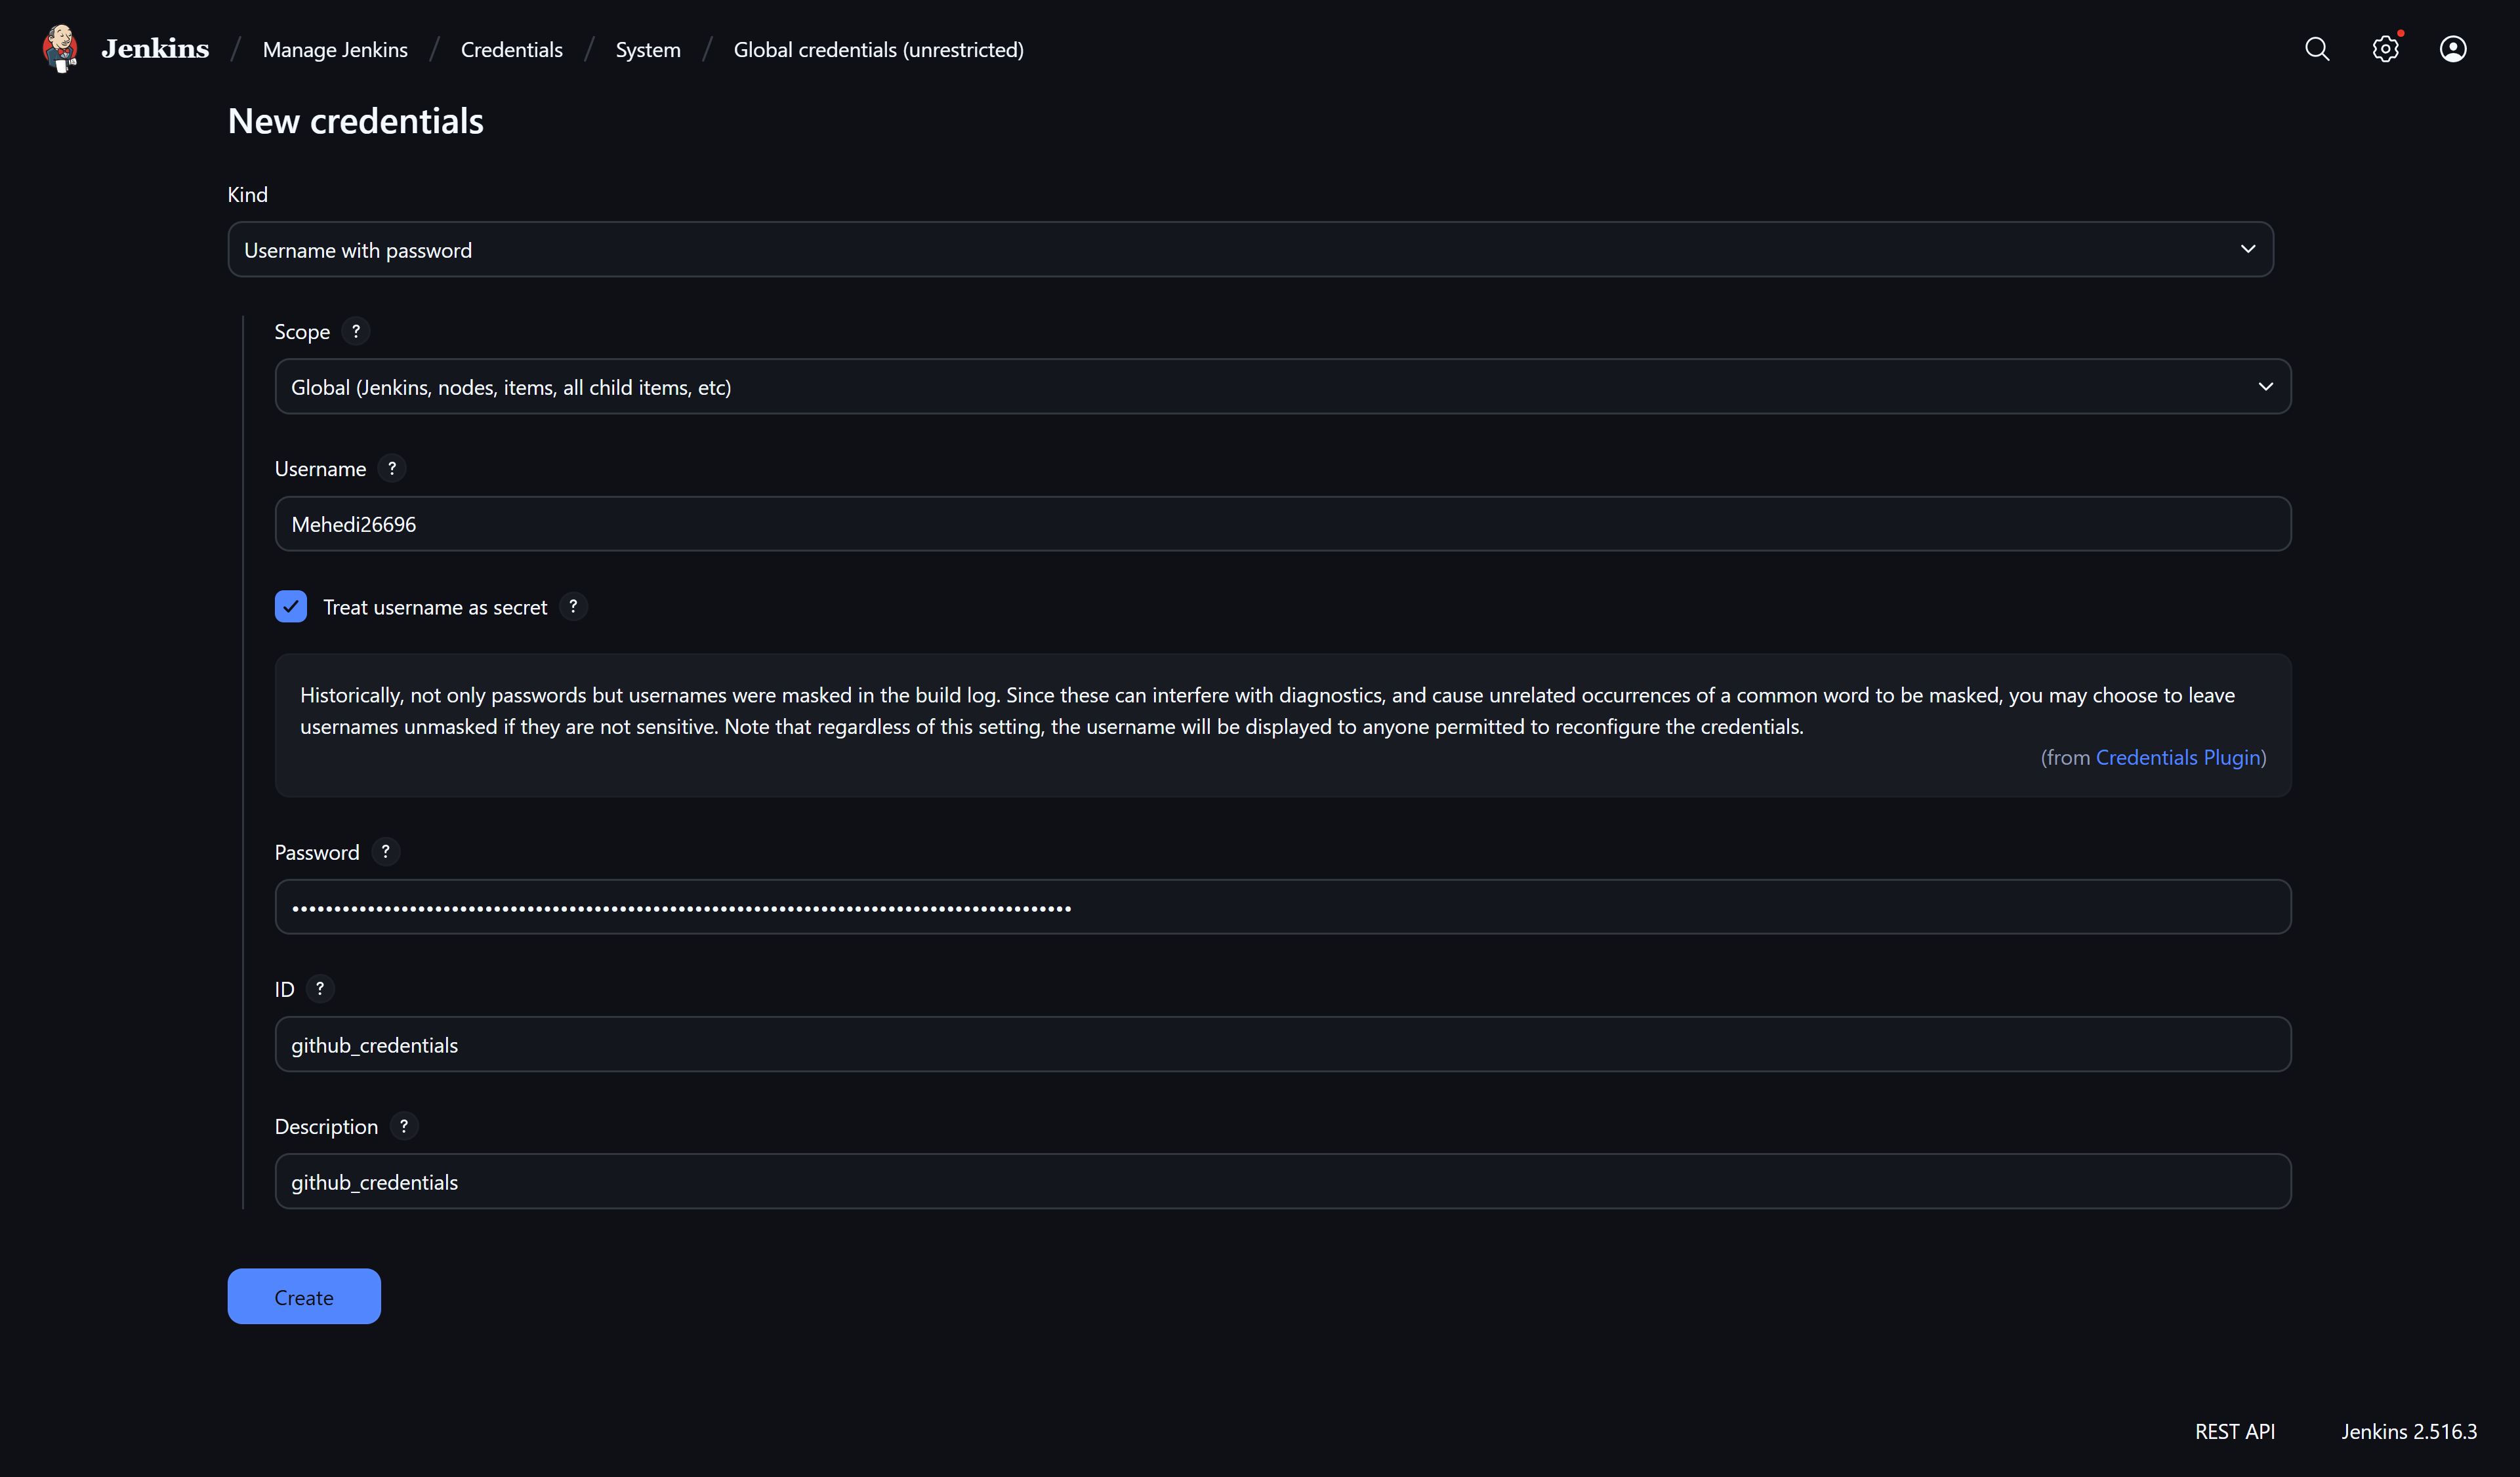 Jenkins / Manage Jenkins / Credentials / System / Global credentials (unrestricted)
New credentials
Kind
Username with password
Scope ?
Global (Jenkins, nodes, items, all child items, etc)
Username ?
Mehedi26696
Treat username as secret ?
Historically, not only passwords but usernames were masked in the build log. Since these can interfere with diagnostics, and cause unrelated occurrences of a common word to be masked, you may choose to leave
usernames unmasked if they are not sensitive. Note that regardless of this setting, the username will be displayed to anyone permitted to reconfigure the credentials.
(from Credentials Plugin)
Password ?
ID ?
github_credentials
Description ?
github_credentials
Create
REST API Jenkins 2.516.3